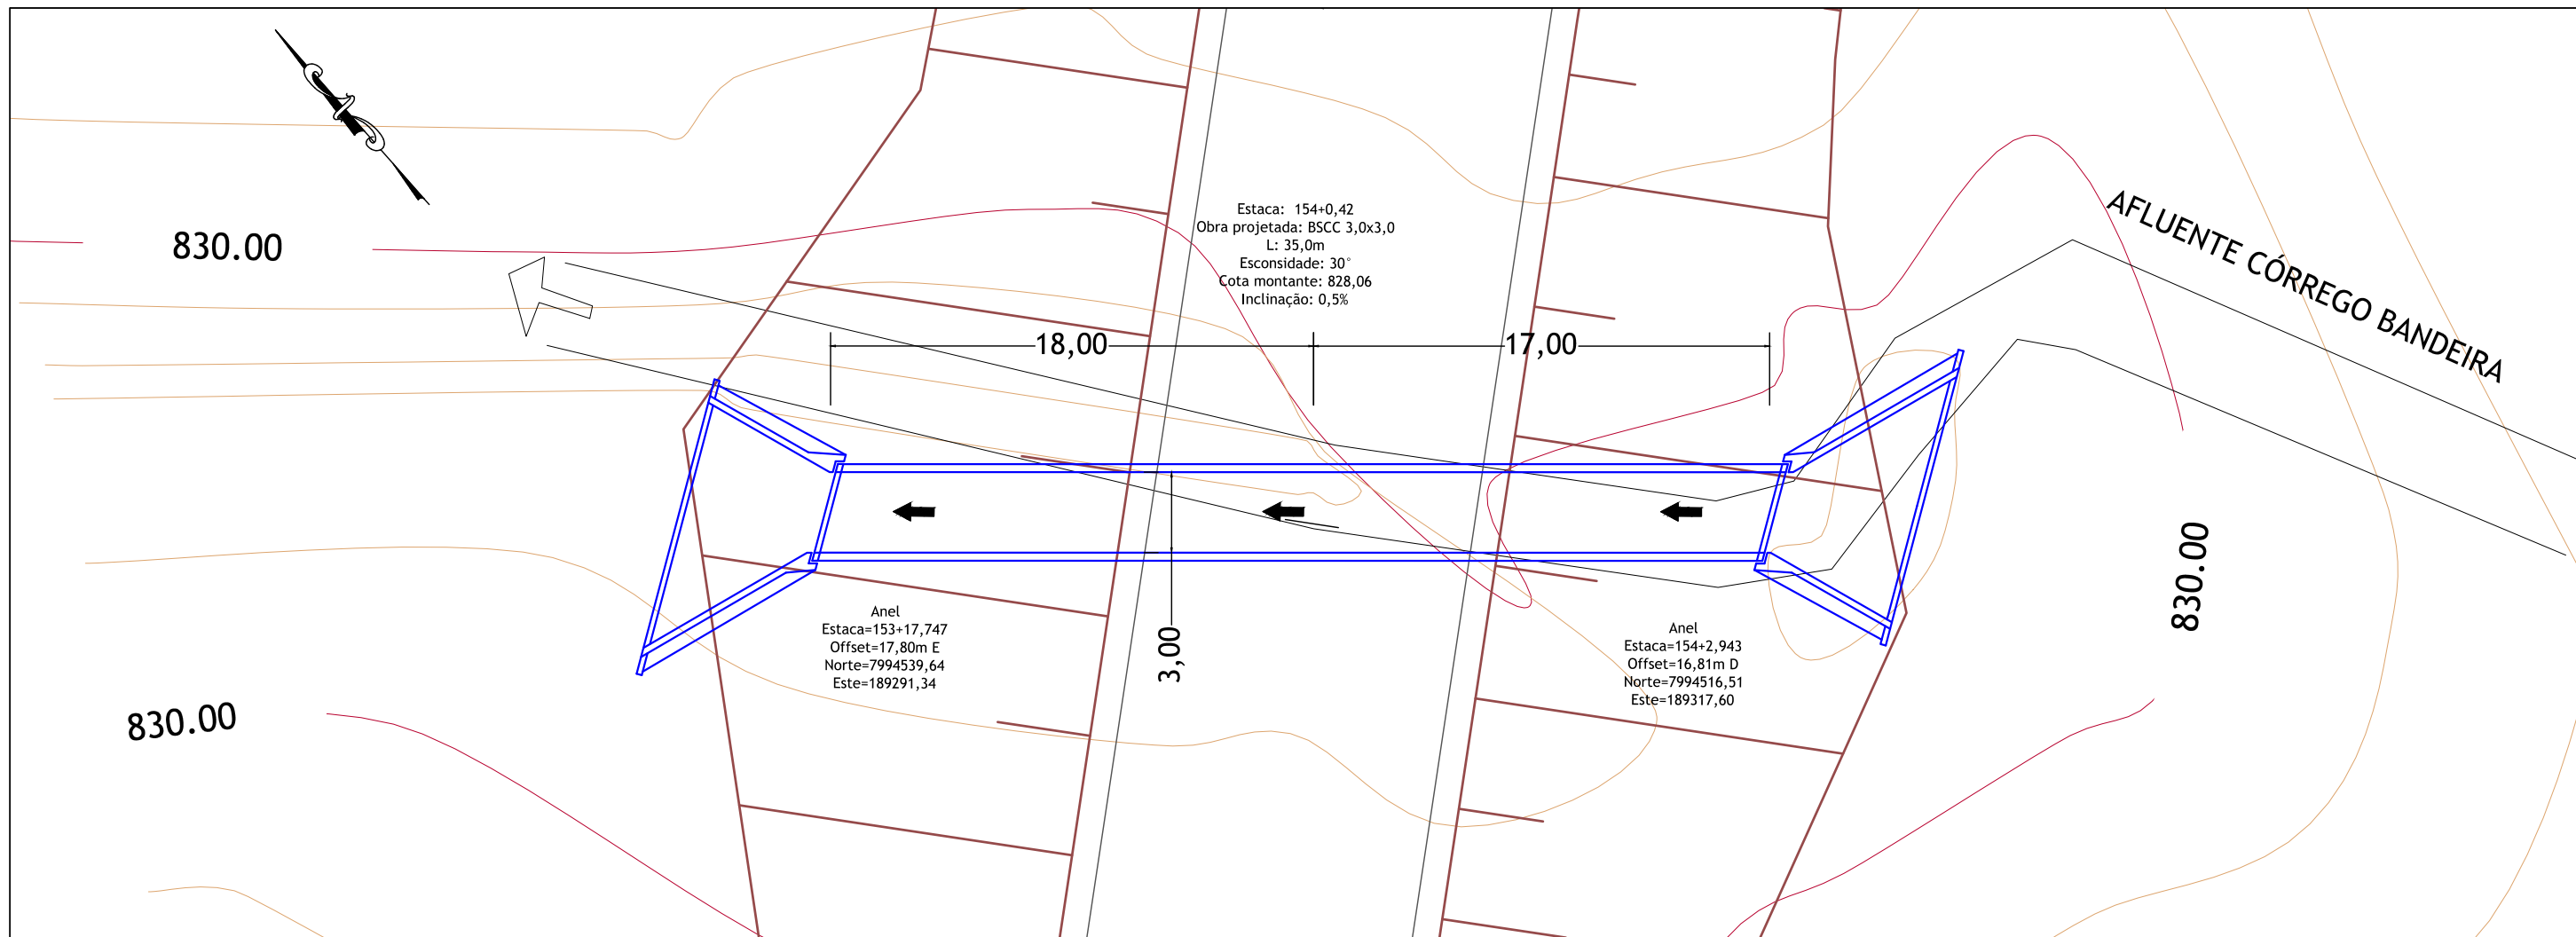 830.00
Estaca: 154+0,42
Obra projetada: BSCC 3,0x3,0
L: 35,0m
Esconsidade: 30°
Cota montante: 828,06
Inclinação: 0,5%
18,00
17,00
AFLUENTE CÓRREGO BANDEIRA
3,00
Anel
Estaca=153+17,747
Offset=17,80m E
Norte=7994539,64
Este=189291,34
Anel
Estaca=154+2,943
Offset=16,81m D
Norte=7994516,51
Este=189317,60
830.00
830.00